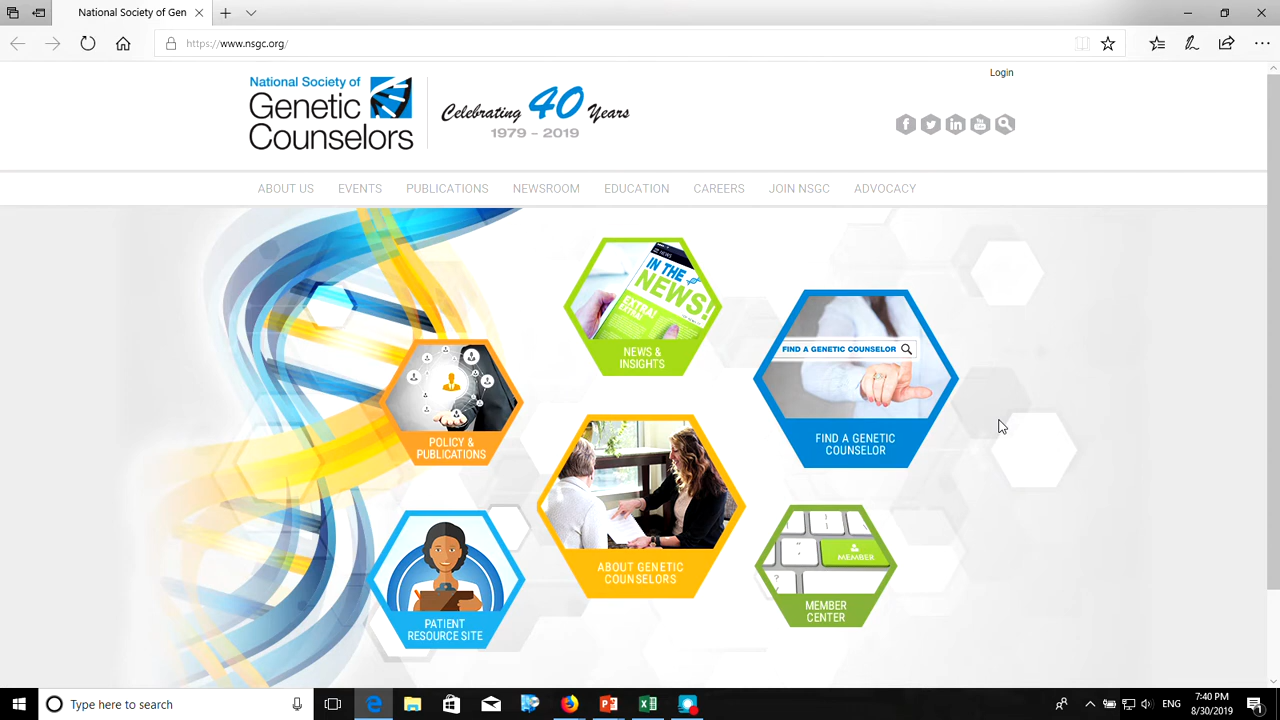 National Society of Gen
https://www.nsgc.org/
Login
National Society of
Genetic
Counselors
Celebrating 40 Years
1979 - 2019
ABOUT US EVENTS PUBLICATIONS NEWSROOM EDUCATION CAREERS JOIN NSGC ADVOCACY
NEWS
IN THE
NEWS!
EXTRA!
EXTRA!
NEWS &
INSIGHTS
FIND A GENETIC COUNSELOR
FIND A GENETIC
COUNSELOR
POLICY &
PUBLICATIONS
ABOUT GENETIC
COUNSELORS
MEMBER
MEMBER
CENTER
PATIENT
RESOURCE SITE
Type here to search
ENG
7:40 PM
8/30/2019